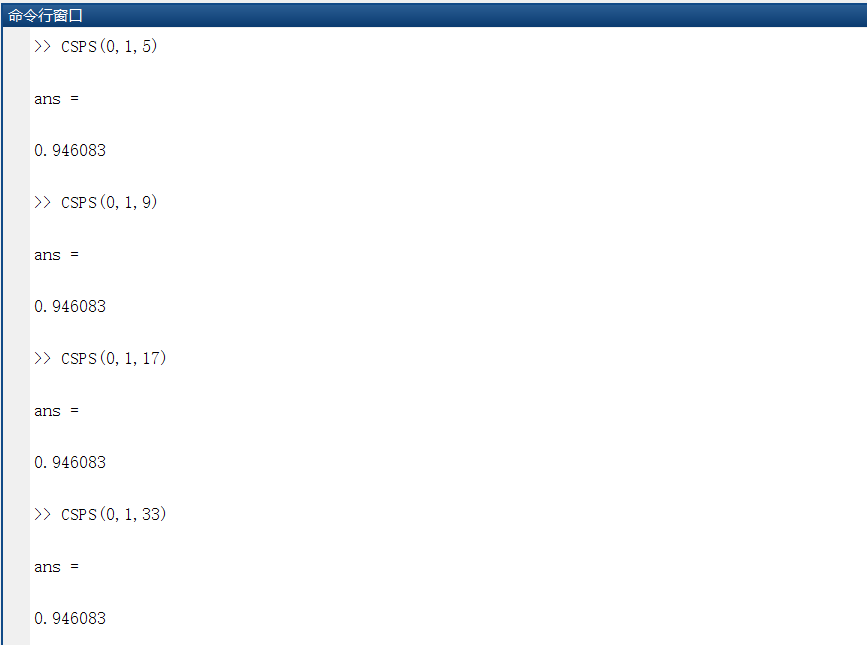 命令行窗口
>> CSPS(0,1,5)
ans =
0.946083
>> CSPS(0,1,9)
ans =
0.946083
>> CSPS(0,1,17)
ans =
0.946083
>> CSPS(0,1,33)
ans =
0.946083